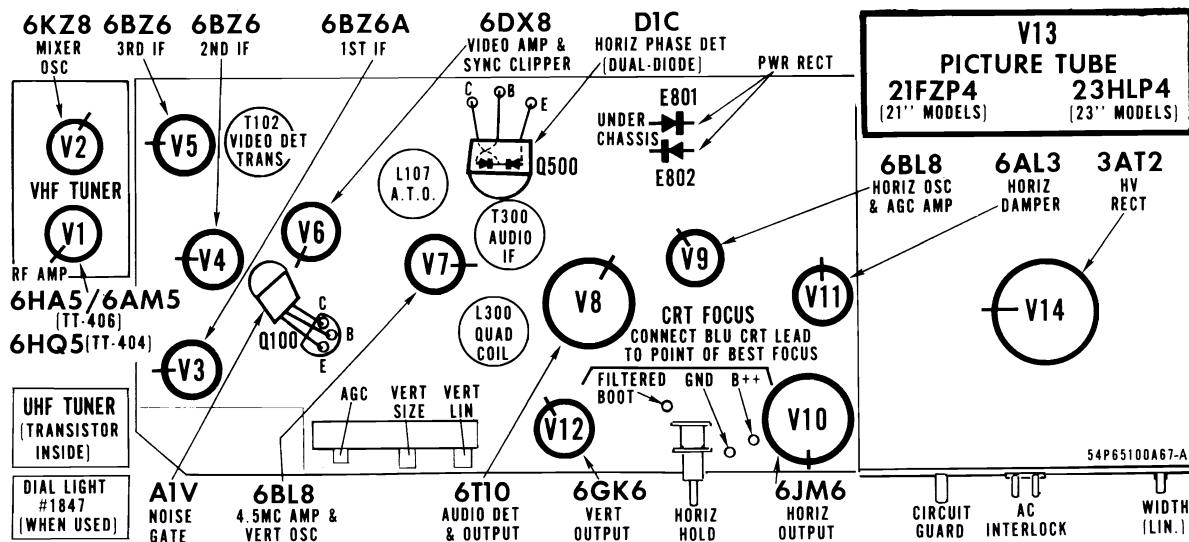 6KZ8
MIXER
OSC
6BZ6
3RD IF
6BZ6
2ND IF
6BZ6A
1ST IF
6DX8
VIDEO AMP &
SYNC CLIPPER
D1C
HORIZ PHASE DET
(DUAL-DIODE)
PWR RECT
V13
PICTURE TUBE
21FZP4
(21'' MODELS)
23HLP4
(23'' MODELS)
V2
VHF TUNER
V1
RF AMP
6HA5/6AM5
(TT-406)
6HQ5(TT-404)
V5
T102
VIDEO DET
TRANS
V4
V6
V3
L107
A.T.O.
C
B
E
Q500
T300
AUDIO
IF
V7
UNDER
CHASSIS
E801
E802
6BL8
HORIZ OSC
& AGC AMP
6AL3
HORIZ
DAMPER
3AT2
HV
RECT
V9
V8
V11
V14
Q100
C
B
E
L300
QUAD
COIL
CRT FOCUS
CONNECT BLU CRT LEAD
TO POINT OF BEST FOCUS
FILTERED
BOOT
GND
B++
V12
V10
AGC
VERT
SIZE
VERT
LIN
UHF TUNER
(TRANSISTOR
INSIDE)
DIAL LIGHT
#1847
(WHEN USED)
A1V
NOISE
GATE
6BL8
4.5MC AMP &
VERT OSC
6T10
AUDIO DET
& OUTPUT
6GK6
VERT
OUTPUT
HORIZ
HOLD
6JM6
HORIZ
OUTPUT
54P65100A67-A
CIRCUIT
GUARD
AC
INTERLOCK
WIDTH
(LIN.)